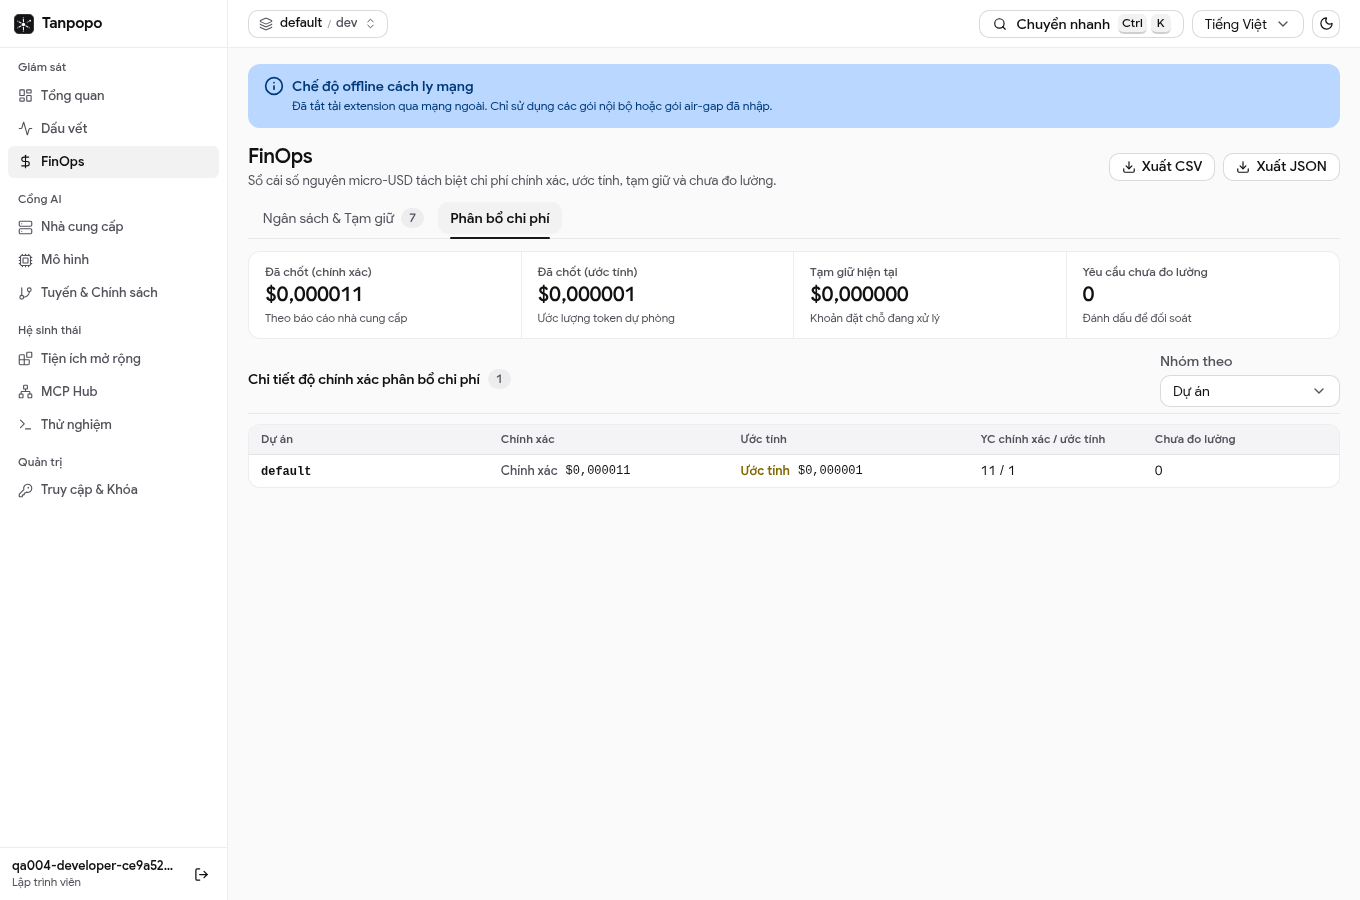 Tanpopo
default / dev
Chuyển nhanh Ctrl K
Tiếng Việt
Giám sát
Tổng quan
Dấu vết
FinOps
Cổng AI
Nhà cung cấp
Mô hình
Tuyến & Chính sách
Hệ sinh thái
Tiện ích mở rộng
MCP Hub
Thử nghiệm
Quản trị
Truy cập & Khóa
qa004-developer-ce9a52...
Lập trình viên
Chế độ offline cách ly mạng
Đã tắt tải extension qua mạng ngoài. Chỉ sử dụng các gói nội bộ hoặc gói air-gap đã nhập.
FinOps
Sổ cái số nguyên micro-USD tách biệt chi phí chính xác, ước tính, tạm giữ và chưa đo lường.
Xuất CSV
Xuất JSON
Ngân sách & Tạm giữ 7
Phân bổ chi phí
Đã chốt (chính xác)
$0,000011
Theo báo cáo nhà cung cấp
Đã chốt (ước tính)
$0,000001
Ước lượng token dự phòng
Tạm giữ hiện tại
$0,000000
Khoản đặt chỗ đang xử lý
Yêu cầu chưa đo lường
0
Đánh dấu để đối soát
Chi tiết độ chính xác phân bổ chi phí 1
Nhóm theo
Dự án
Dự án Chính xác Ước tính YC chính xác / ước tính Chưa đo lường
default Chính xác $0,000011 Ước tính $0,000001 11 / 1 0